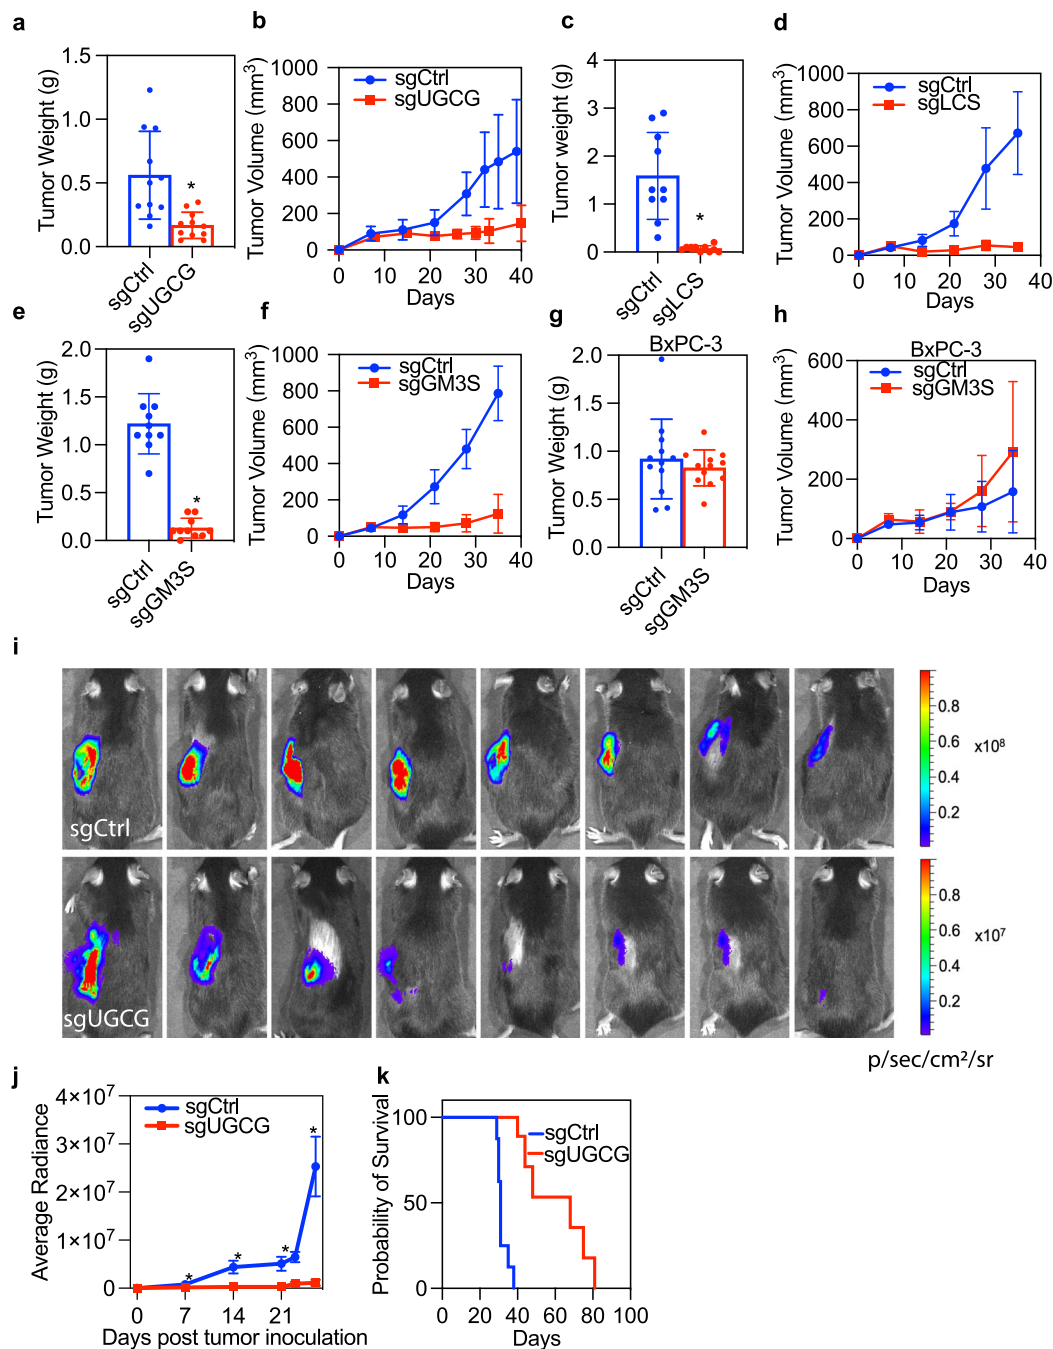 a
Tumor Weight (g)
1.5
1.0
0.5
0.0
*
sgCtrl
sgUGCG
b
Tumor Volume (mm³)
1000
800
600
400
200
0
sgCtrl
sgUGCG
0 10 20 30 40
Days
c
Tumor weight (g)
4
3
2
1
0
*
sgCtrl
sgLCS
d
Tumor Volume (mm³)
1000
800
600
400
200
0
sgCtrl
sgLCS
0 10 20 30 40
Days
e
Tumor Weight (g)
2.0
1.5
1.0
0.5
0.0
*
sgCtrl
sgGM3S
f
Tumor Volume (mm³)
1000
800
600
400
200
0
sgCtrl
sgGM3S
0 10 20 30 40
Days
g
BxPC-3
Tumor Weight (g)
2.0
1.5
1.0
0.5
0.0
sgCtrl
sgGM3S
h
BxPC-3
Tumor Volume (mm³)
600
400
200
0
sgCtrl
sgGM3S
0 10 20 30 40
Days
i
sgCtrl
0.8
0.6
0.4
0.2
x10⁸
sgUGCG
0.8
0.6
0.4
0.2
x10⁷
p/sec/cm²/sr
j
Average Radiance
4×10⁷
3×10⁷
2×10⁷
1×10⁷
0
sgCtrl
sgUGCG
* * * *
0 7 14 21
Days post tumor inoculation
k
Probability of Survival
100
50
0
sgCtrl
sgUGCG
0 20 40 60 80 100
Days